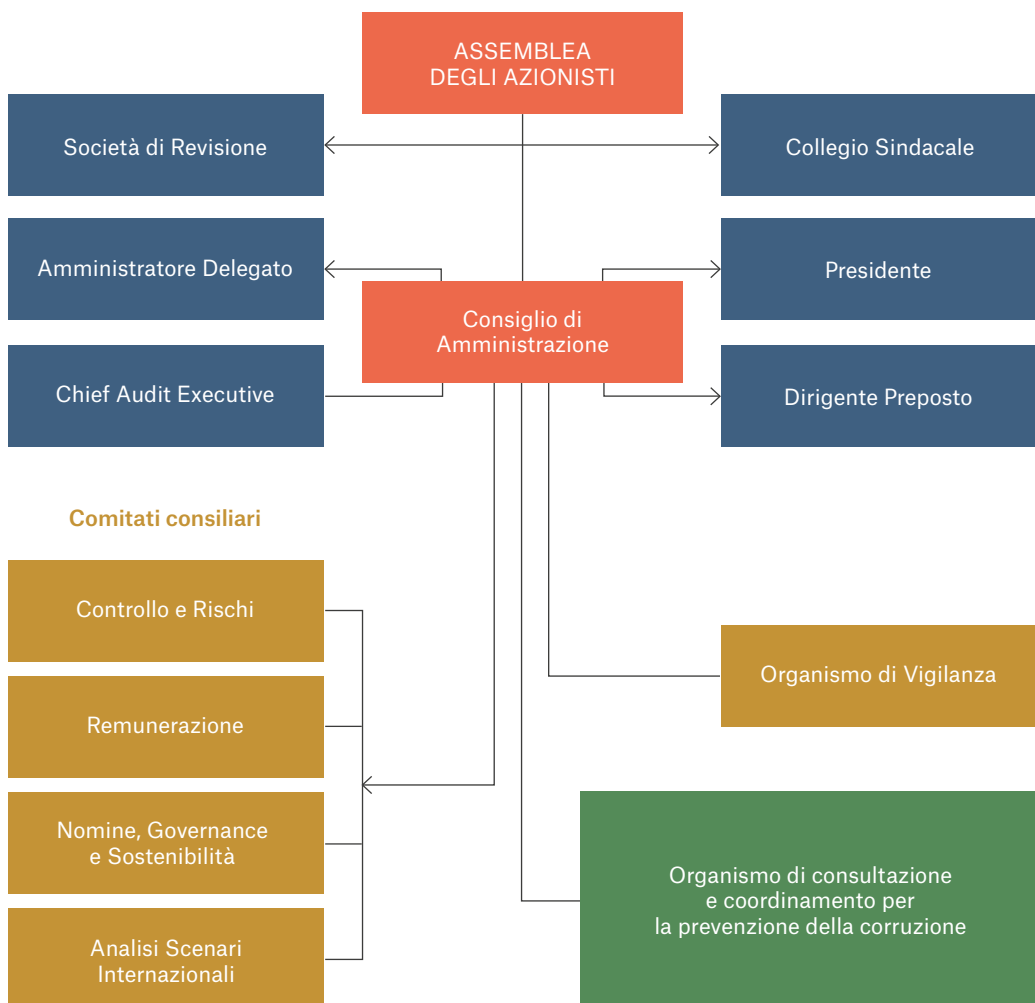 ASSEMBLEA
DEGLI AZIONISTI
Società di Revisione
Collegio Sindacale
Amministratore Delegato
Presidente
Consiglio di
Amministrazione
Chief Audit Executive
Dirigente Preposto
Comitati consiliari
Controllo e Rischi
Organismo di Vigilanza
Remunerazione
Nomine, Governance
e Sostenibilità
Organismo di consultazione
e coordinamento per
la prevenzione della corruzione
Analisi Scenari
Internazionali